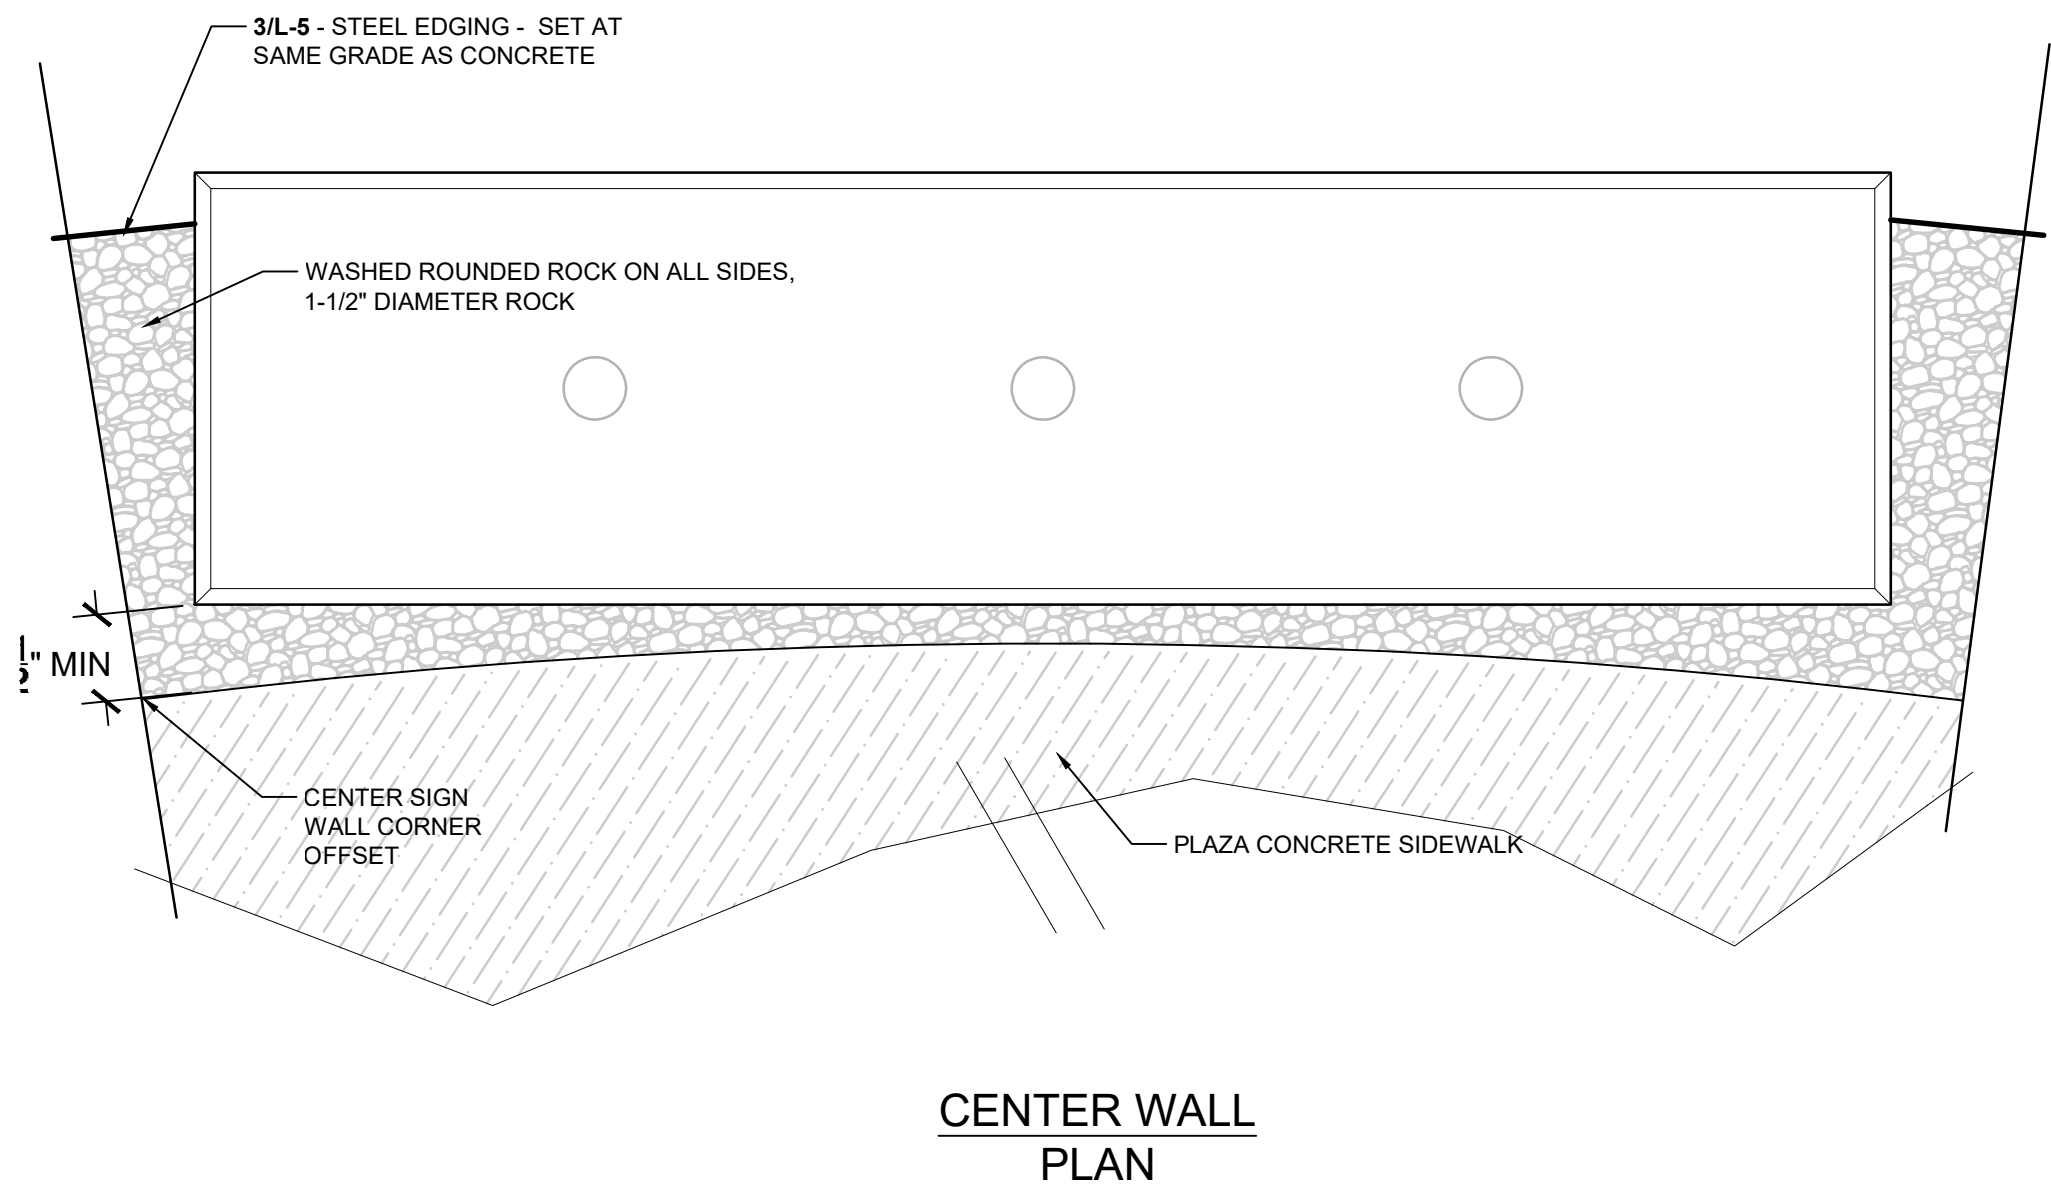 3/L-5 - STEEL EDGING - SET AT
SAME GRADE AS CONCRETE
WASHED ROUNDED ROCK ON ALL SIDES,
1-1/2" DIAMETER ROCK
" MIN
CENTER SIGN
WALL CORNER
OFFSET
PLAZA CONCRETE SIDEWALK
CENTER WALL
PLAN